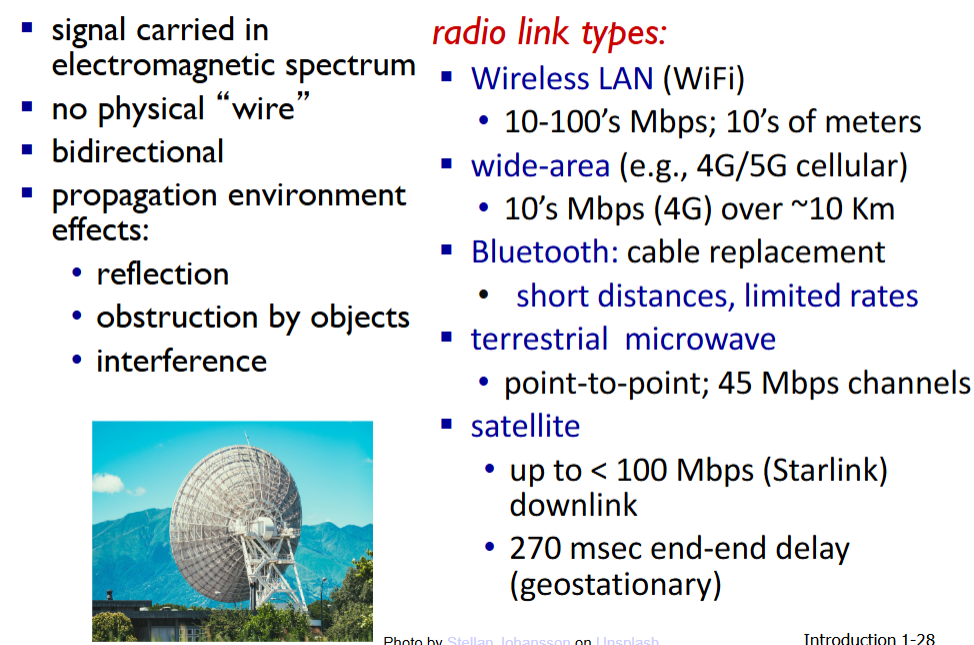 signal carried in
electromagnetic spectrum
no physical “wire”
bidirectional
propagation environment
effects:
reflection
obstruction by objects
interference
radio link types:
Wireless LAN (WiFi)
10-100’s Mbps; 10’s of meters
wide-area (e.g., 4G/5G cellular)
10’s Mbps (4G) over ~10 Km
Bluetooth: cable replacement
short distances, limited rates
terrestrial microwave
point-to-point; 45 Mbps channels
satellite
up to < 100 Mbps (Starlink)
downlink
270 msec end-end delay
(geostationary)
Photo by Stellan Johansson on Unsplash
Introduction 1-28